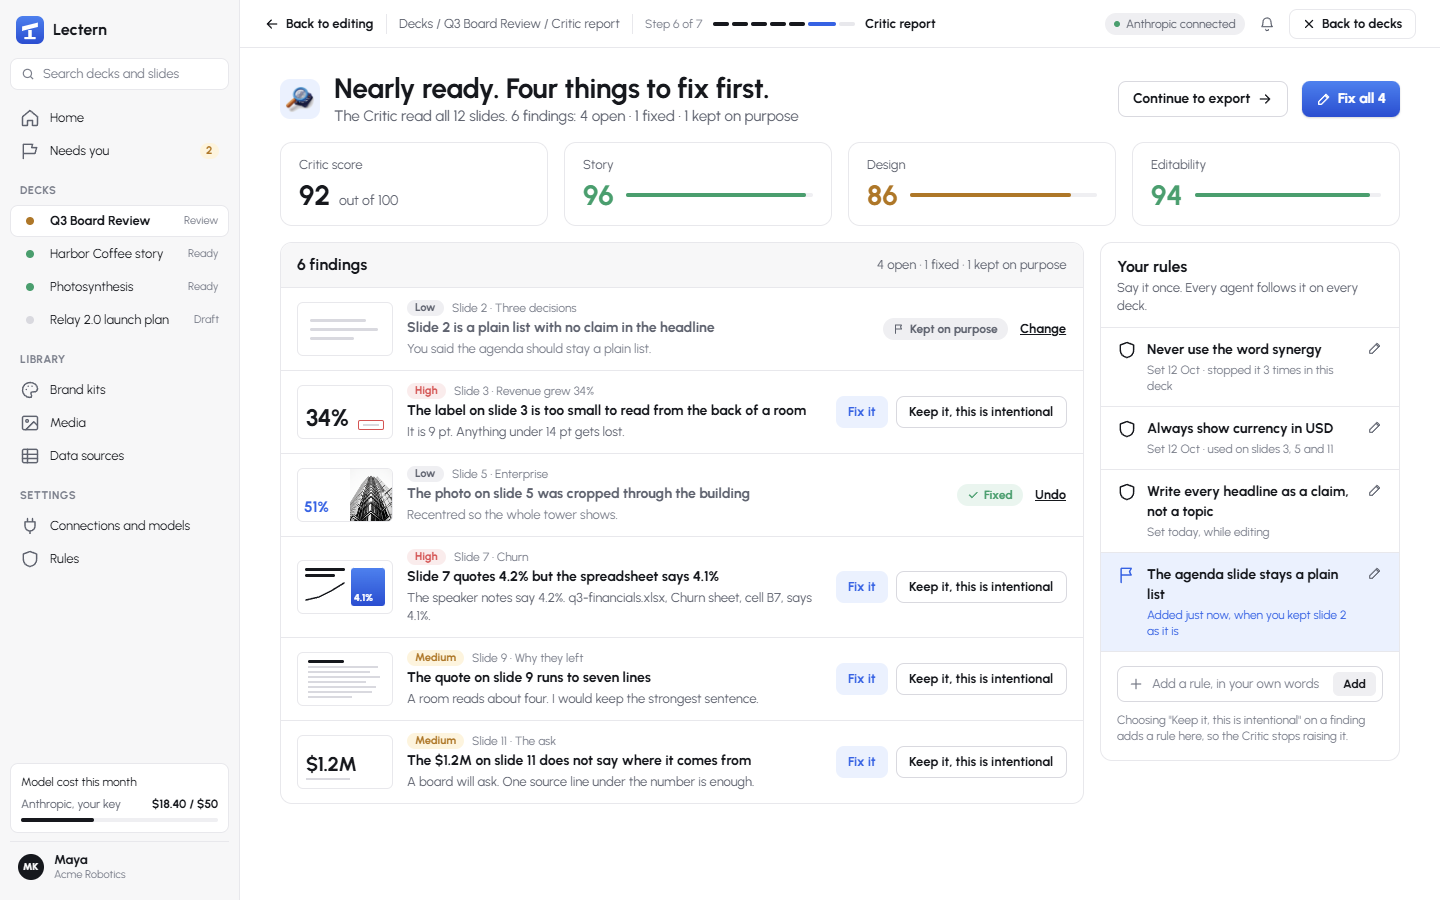 Lectern
Search decks and slides
Home
Needs you 2
DECKS
Q3 Board Review Review
Harbor Coffee story Ready
Photosynthesis Ready
Relay 2.0 launch plan Draft
LIBRARY
Brand kits
Media
Data sources
SETTINGS
Connections and models
Rules
Model cost this month
Anthropic, your key $18.40 / $50
MK
Maya
Acme Robotics
Back to editing
Decks / Q3 Board Review / Critic report
Step 6 of 7
Critic report
Anthropic connected
Back to decks
Nearly ready. Four things to fix first.
The Critic read all 12 slides. 6 findings: 4 open · 1 fixed · 1 kept on purpose
Continue to export
Fix all 4
Critic score
92 out of 100
Story
96
Design
86
Editability
94
6 findings
4 open · 1 fixed · 1 kept on purpose
Low Slide 2 · Three decisions
Slide 2 is a plain list with no claim in the headline
You said the agenda should stay a plain list.
Kept on purpose
Change
34%
High Slide 3 · Revenue grew 34%
The label on slide 3 is too small to read from the back of a room
It is 9 pt. Anything under 14 pt gets lost.
Fix it
Keep it, this is intentional
51%
Low Slide 5 · Enterprise
The photo on slide 5 was cropped through the building
Recentred so the whole tower shows.
Fixed
Undo
4.1%
High Slide 7 · Churn
Slide 7 quotes 4.2% but the spreadsheet says 4.1%
The speaker notes say 4.2%. q3-financials.xlsx, Churn sheet, cell B7, says
4.1%.
Fix it
Keep it, this is intentional
Medium Slide 9 · Why they left
The quote on slide 9 runs to seven lines
A room reads about four. I would keep the strongest sentence.
Fix it
Keep it, this is intentional
$1.2M
Medium Slide 11 · The ask
The $1.2M on slide 11 does not say where it comes from
A board will ask. One source line under the number is enough.
Fix it
Keep it, this is intentional
Your rules
Say it once. Every agent follows it on every
deck.
Never use the word synergy
Set 12 Oct · stopped it 3 times in this
deck
Always show currency in USD
Set 12 Oct · used on slides 3, 5 and 11
Write every headline as a claim,
not a topic
Set today, while editing
The agenda slide stays a plain
list
Added just now, when you kept slide 2
as it is
Add a rule, in your own words
Add
Choosing "Keep it, this is intentional" on a finding
adds a rule here, so the Critic stops raising it.